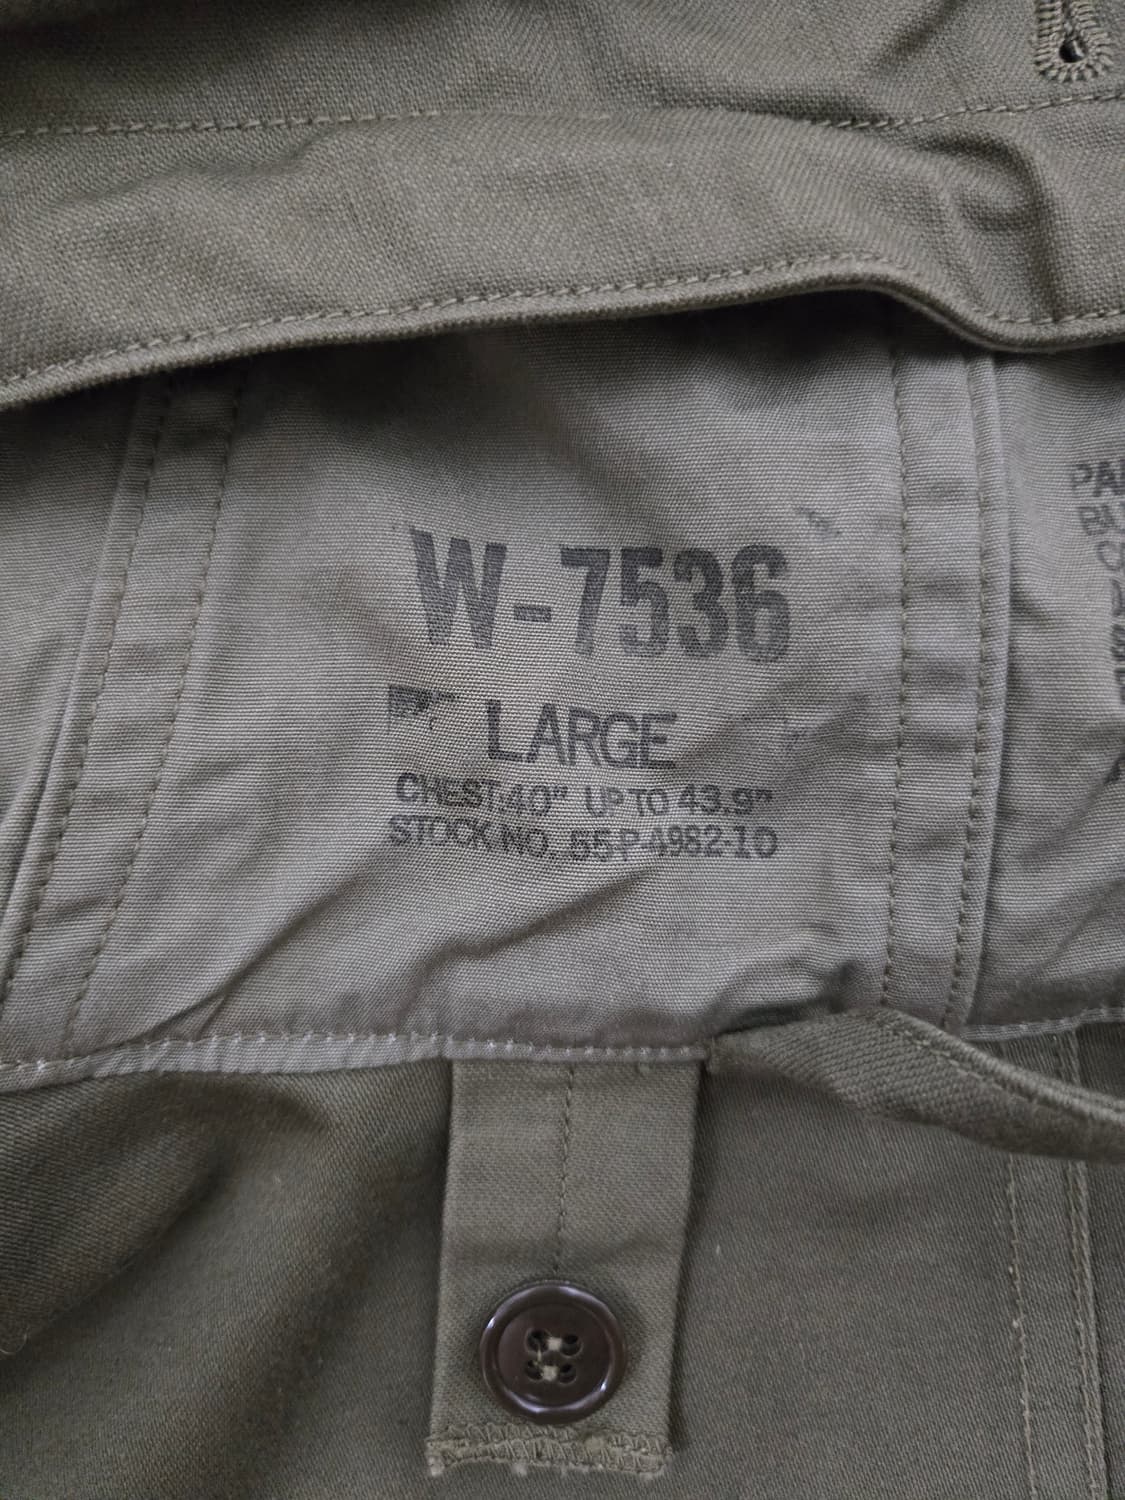 W-7536
LARGE
CHEST 40" UP TO 43.9"
STOCK NO. 55-P-4982-10